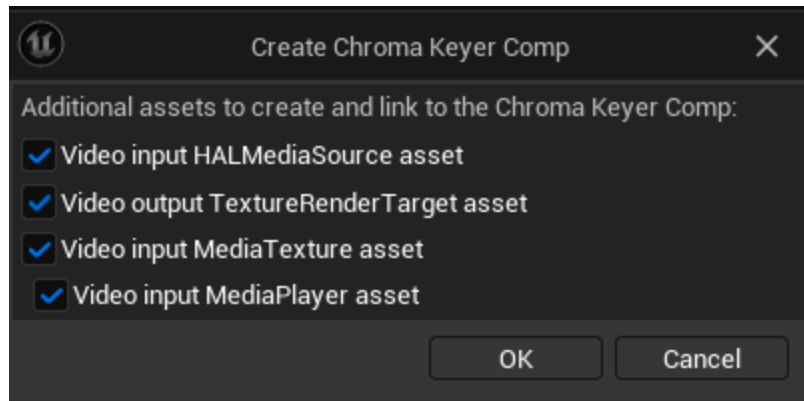 Create Chroma Keyer Comp
Additional assets to create and link to the Chroma Keyer Comp:
Video input HALMediaSource asset
Video output TextureRenderTarget asset
Video input MediaTexture asset
Video input MediaPlayer asset
OK Cancel